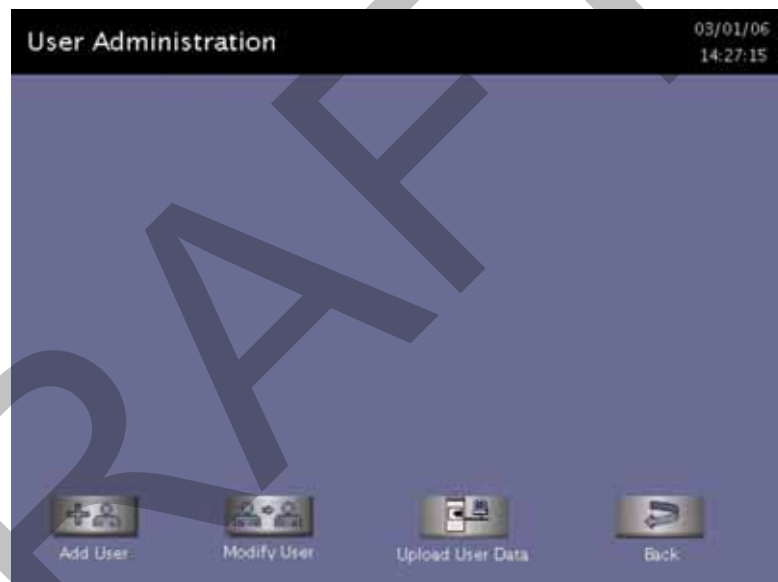 User Administration
03/01/06
14:27:15
Add User
Modify User
Upload User Data
Back